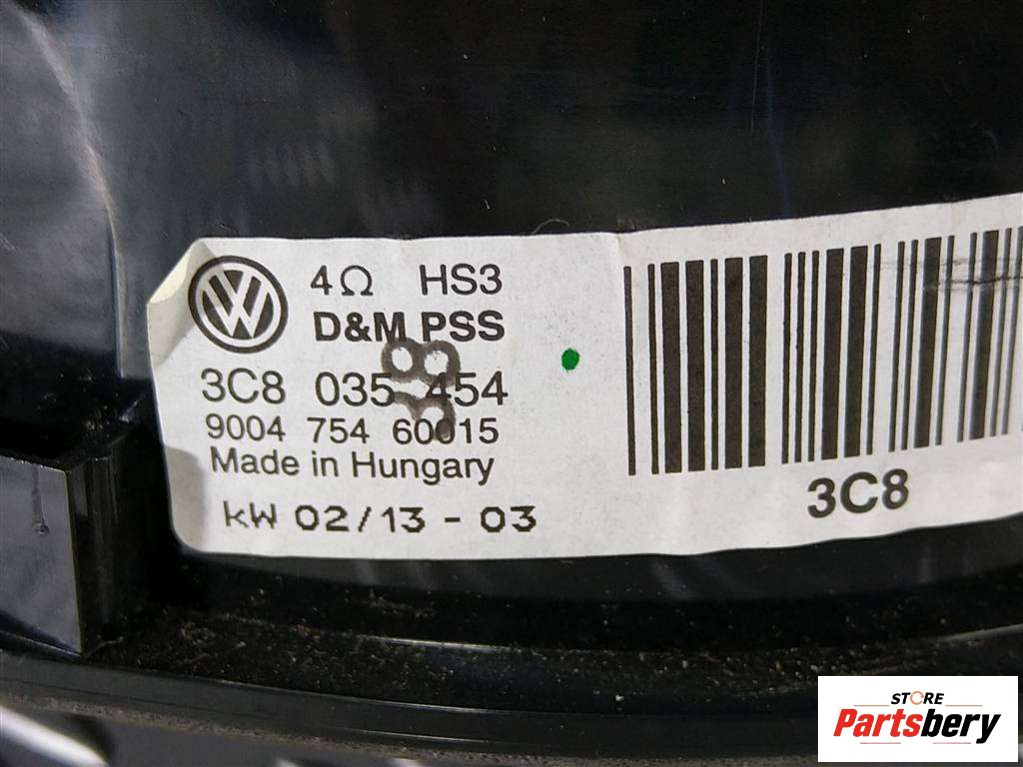 4Ω HS3
D&M PSS
3C8 035 454
9004 754 60015
Made in Hungary
kW 02/13 - 03
3C8
STORE
Partsbery